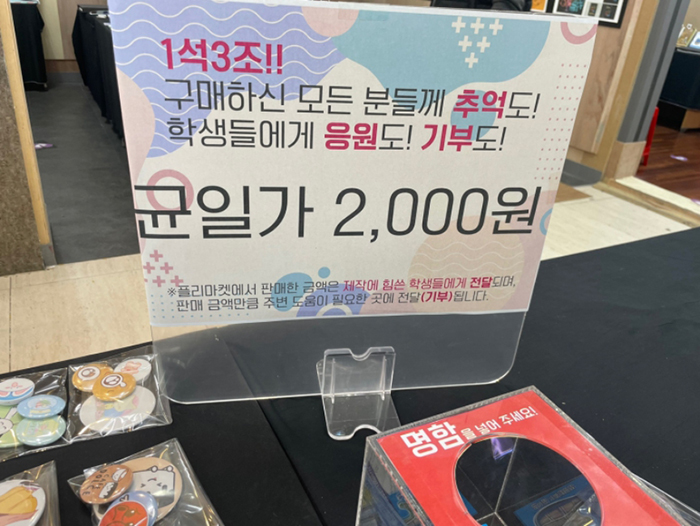 1석3조!!
구매하신 모든 분들께 추억도!
학생들에게 응원도! 기부도!
균일가 2,000원
※플리마켓에서 판매한 금액은 제작에 힘쓴 학생들에게 전달되며,
판매 금액만큼 주변 도움이 필요한 곳에 전달(기부)됩니다.
명함을 넣어 주세요!